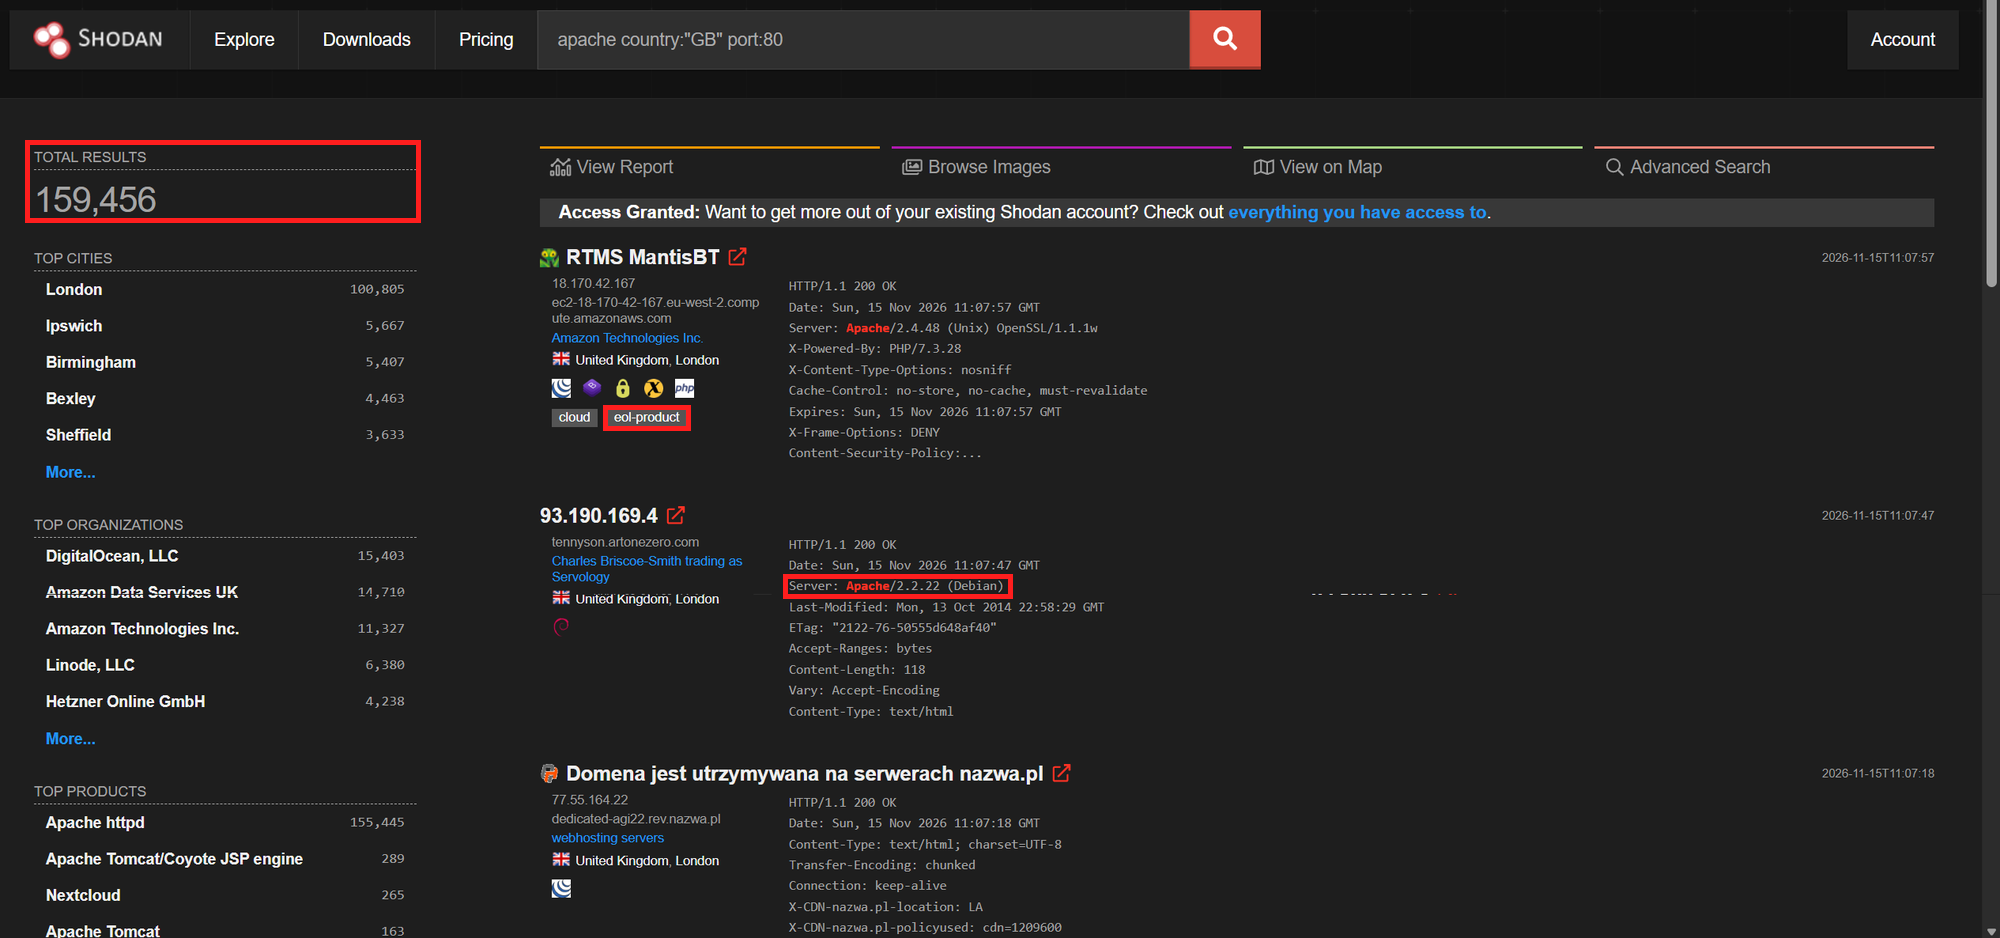 SHODAN
Explore
Downloads
Pricing
apache country:"GB" port:80
Account
TOTAL RESULTS
159,456
TOP CITIES
London 100,805
Ipswich 5,667
Birmingham 5,407
Bexley 4,463
Sheffield 3,633
More...
TOP ORGANIZATIONS
DigitalOcean, LLC 15,403
Amazon Data Services UK 14,710
Amazon Technologies Inc. 11,327
Linode, LLC 6,380
Hetzner Online GmbH 4,238
More...
TOP PRODUCTS
Apache httpd 155,445
Apache Tomcat/Coyote JSP engine 289
Nextcloud 265
Apache Tomcat 163
View Report
Browse Images
View on Map
Advanced Search
Access Granted: Want to get more out of your existing Shodan account? Check out everything you have access to.
RTMS MantisBT
2026-11-15T11:07:57
18.170.42.167
ec2-18-170-42-167.eu-west-2.comp
ute.amazonaws.com
Amazon Technologies Inc.
United Kingdom, London
php
cloud
eol-product
HTTP/1.1 200 OK
Date: Sun, 15 Nov 2026 11:07:57 GMT
Server: Apache/2.4.48 (Unix) OpenSSL/1.1.1w
X-Powered-By: PHP/7.3.28
X-Content-Type-Options: nosniff
Cache-Control: no-store, no-cache, must-revalidate
Expires: Sun, 15 Nov 2026 11:07:57 GMT
X-Frame-Options: DENY
Content-Security-Policy:...
93.190.169.4
2026-11-15T11:07:47
tennyson.artonezero.com
Charles Briscoe-Smith trading as
Servology
United Kingdom, London
HTTP/1.1 200 OK
Date: Sun, 15 Nov 2026 11:07:47 GMT
Server: Apache/2.2.22 (Debian)
Last-Modified: Mon, 13 Oct 2014 22:58:29 GMT
ETag: "2122-76-50555d648af40"
Accept-Ranges: bytes
Content-Length: 118
Vary: Accept-Encoding
Content-Type: text/html
Domena jest utrzymywana na serwerach nazwa.pl
2026-11-15T11:07:18
77.55.164.22
dedicated-agi22.rev.nazwa.pl
webhosting servers
United Kingdom, London
HTTP/1.1 200 OK
Date: Sun, 15 Nov 2026 11:07:18 GMT
Content-Type: text/html; charset=UTF-8
Transfer-Encoding: chunked
Connection: keep-alive
X-CDN-nazwa.pl-location: LA
X-CDN-nazwa.pl-policyused: cdn=1209600